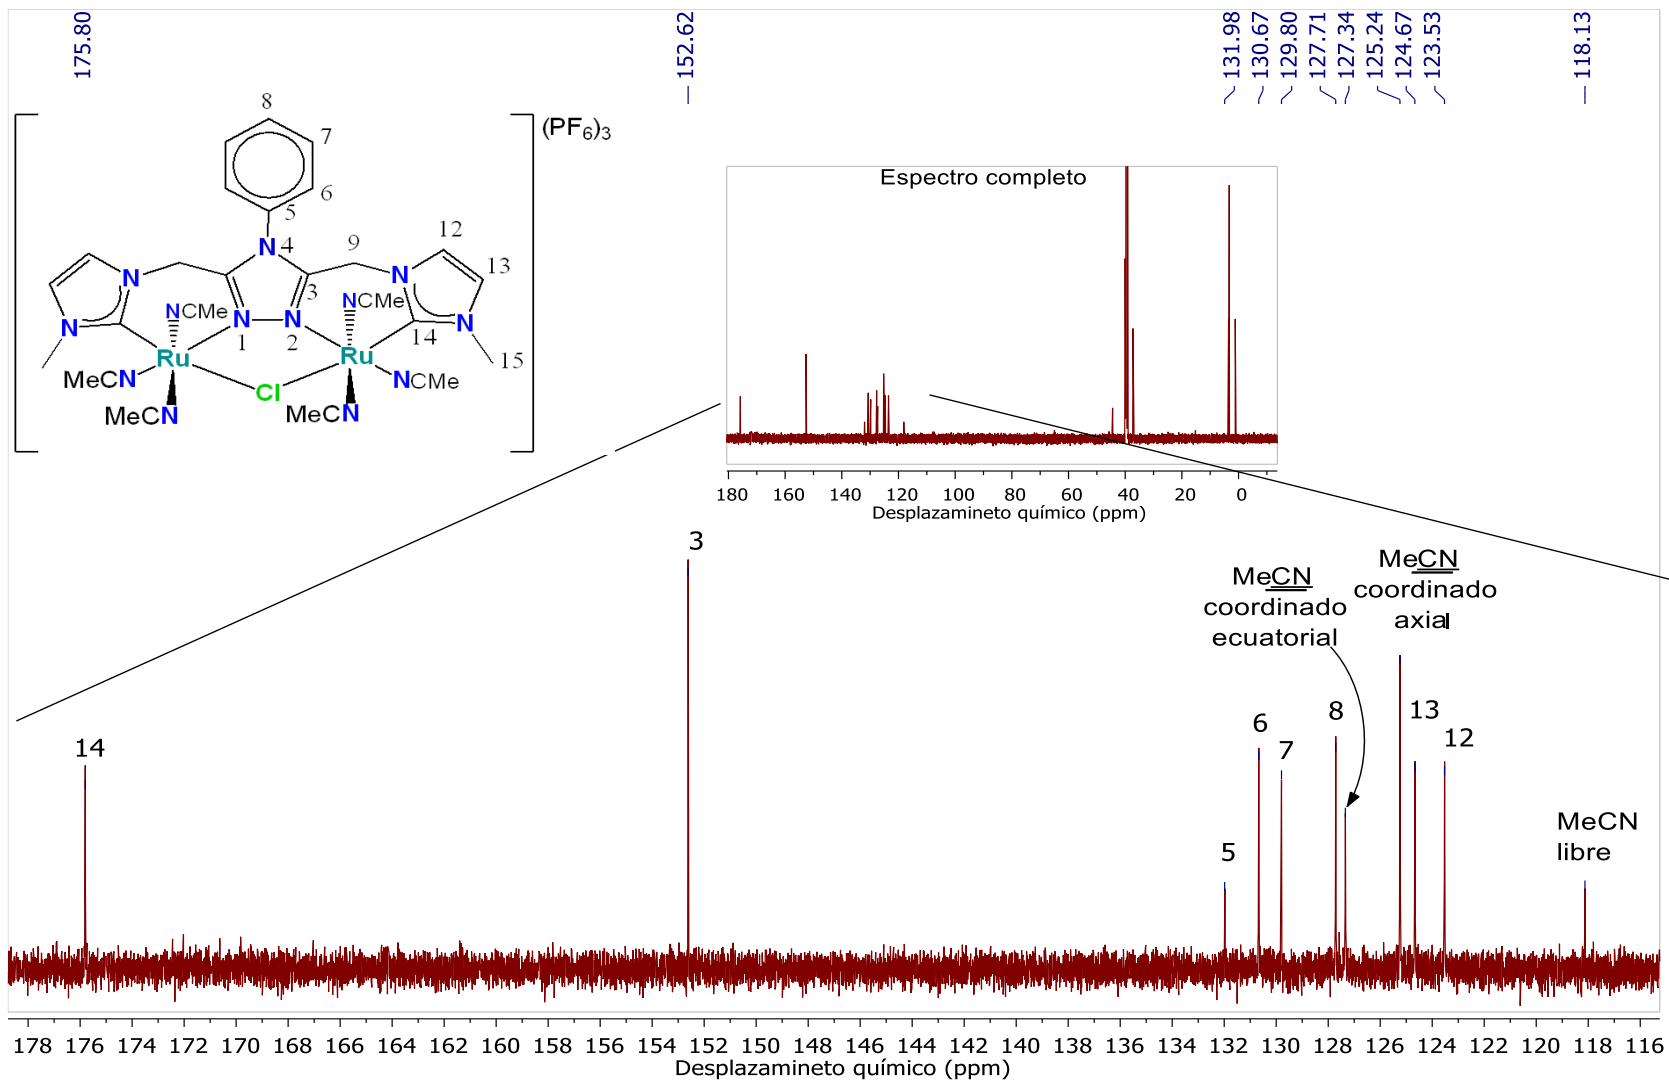 175.80
152.62
131.98
130.67
129.80
127.71
127.34
125.24
124.67
123.53
118.13
(PF6)3
8
7
6
5
N 4
9
12
13
3
N
N
N
N
1
N
N
2
14
15
NCMe
NCMe
Ru
Ru
MeCN
MeCN
Cl
MeCN
NCMe
Espectro completo
180 160 140 120 100 80 60 40 20 0
Desplazamineto químico (ppm)
14
3
5
6
7
8
MeCN
coordinado
ecuatorial
MeCN
coordinado
axial
13
12
MeCN
libre
178 176 174 172 170 168 166 164 162 160 158 156 154 152 150 148 146 144 142 140 138 136 134 132 130 128 126 124 122 120 118 116
Desplazamineto químico (ppm)